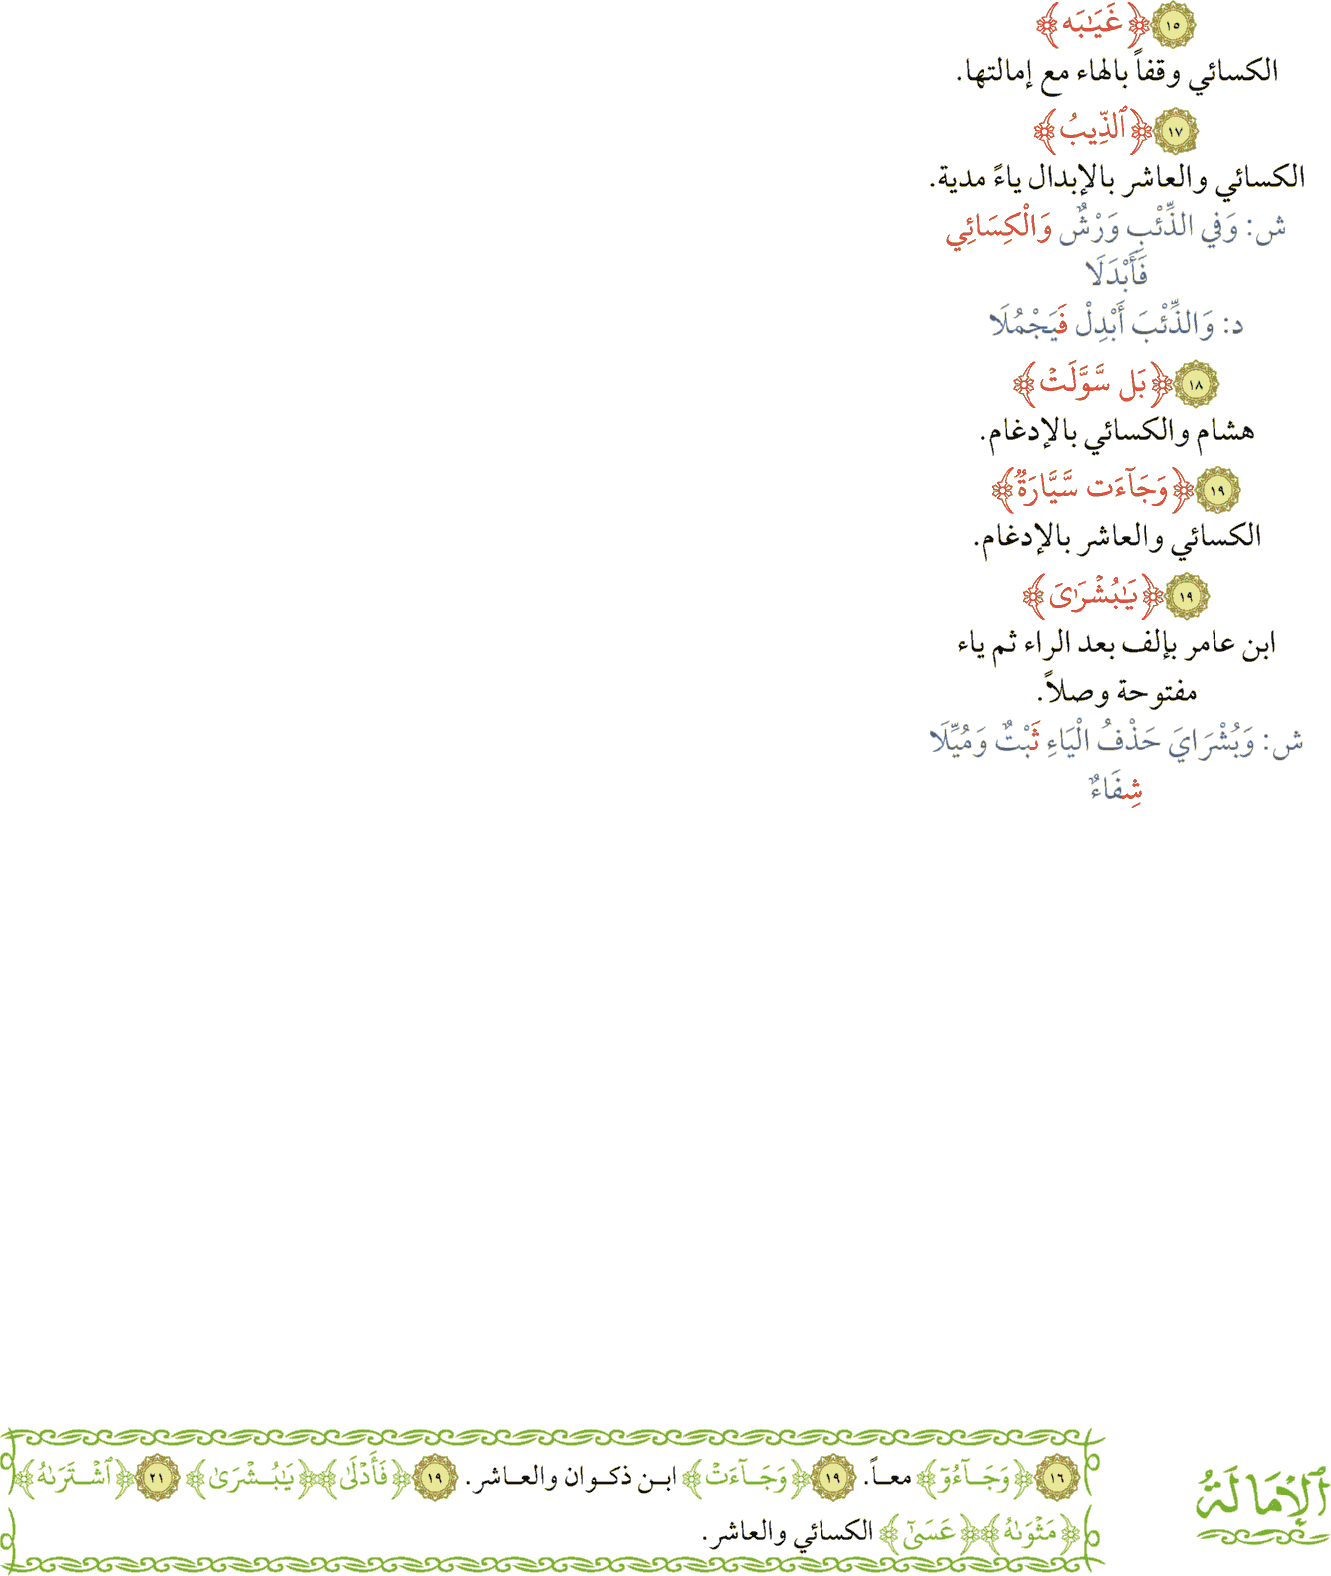 ١٥ ﴿غَيَٰبَه﴾
الكسائي وقفاً بالهاء مع إمالتها.
١٧ ﴿ٱلذِّيبُ﴾
الكسائي والعاشر بالإبدال ياءً مدية.
ش: وَفِي الذِّئْبِ وَرْشٌ وَالْكِسَائِي
فَأَبْدَلَا
د: وَالذِّئْبَ أَبْدِلْ فَيَجْمُلَا
١٨ ﴿بَل سَّوَّلَتْ﴾
هشام والكسائي بالإدغام.
١٩ ﴿وَجَآءَت سَّيَّارَةٌ﴾
الكسائي والعاشر بالإدغام.
١٩ ﴿يَٰبُشْرَىٰيَ﴾
ابن عامر بإلف بعد الراء ثم ياء
مفتوحة وصلاً.
ش: وَبُشْرَايَ حَذْفُ الْيَاءِ ثَبْتٌ وَمُيِّلَا
شِفَاءٌ
ٱلْإِمَالَةُ
١٦ ﴿وَجَآءُوٓ﴾ معاً. ١٩ ﴿وَجَآءَتْ﴾ ابن ذكوان والعاشر. ١٩ ﴿فَأَدْلَىٰ﴾ ﴿يَٰبُشْرَىٰ﴾ ٢١ ﴿ٱشْتَرَىٰهُ﴾
﴿مَثْوَىٰهُ﴾ ﴿عَسَىٰٓ﴾ الكسائي والعاشر.